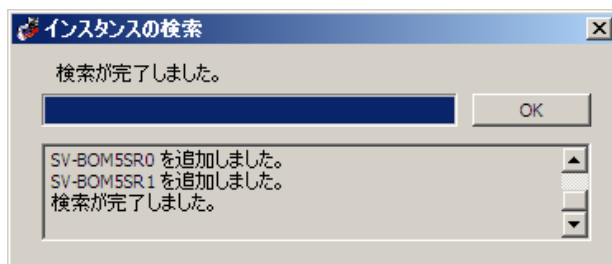 インスタンスの検索
検索が完了しました。
OK
SV-BOM5SR0 を追加しました。
SV-BOM5SR1 を追加しました。
検索が完了しました。